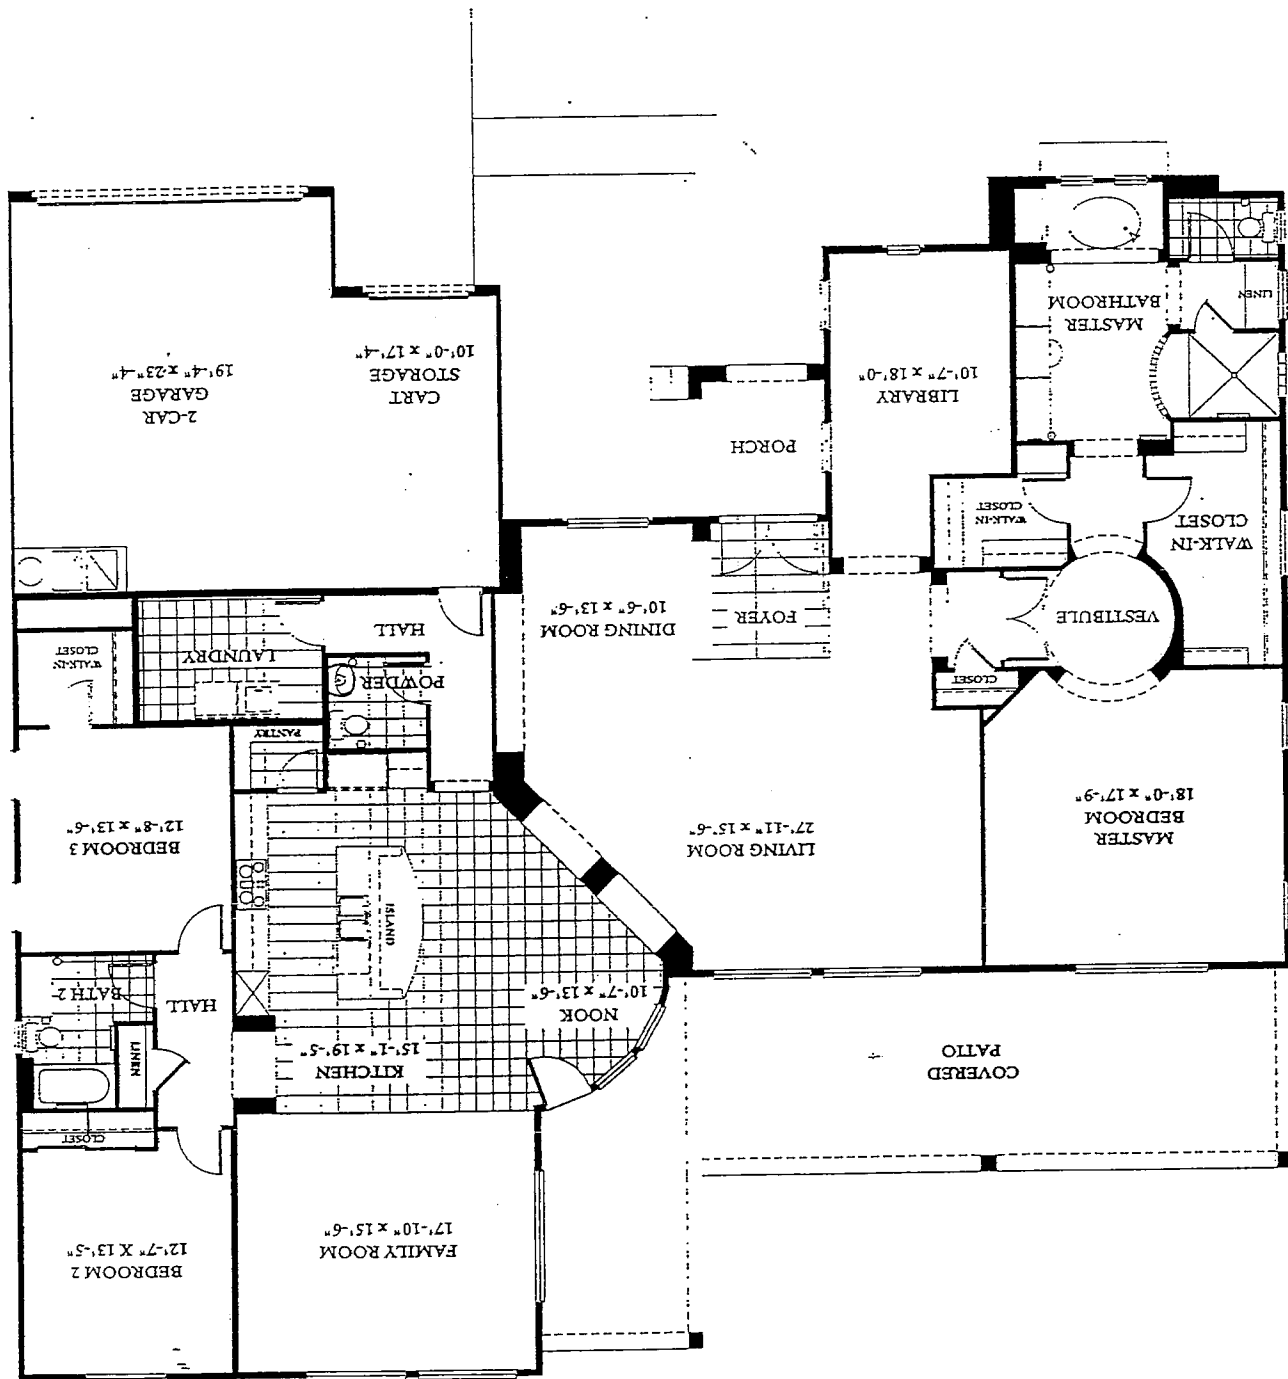 BEDROOM 2
12'-7" X 13'-5"
FAMILY ROOM
17'-10" x 15'-6"
CLOSET
LINEN
BATH 2
HALL
KITCHEN
15'-1" x 19'-5"
NOOK
10'-7" x 13'-6"
COVERED
PATIO
ISLAND
BEDROOM 3
12'-8" x 13'-6"
LIVING ROOM
27'-11" x 15'-6"
MASTER
BEDROOM
18'-0" x 17'-9"
PANTRY
POWDER
LAUNDRY
WALK-IN
CLOSET
HALL
DINING ROOM
10'-6" x 13'-6"
FOYER
CLOSET
VESTIBULE
WALK-IN
CLOSET
WALK-IN
CLOSET
PORCH
LIBRARY
10'-7" x 18'-0"
2-CAR
GARAGE
19'-4" x 23'-4"
CART
STORAGE
10'-0" x 17'-4"
MASTER
BATHROOM
LINEN